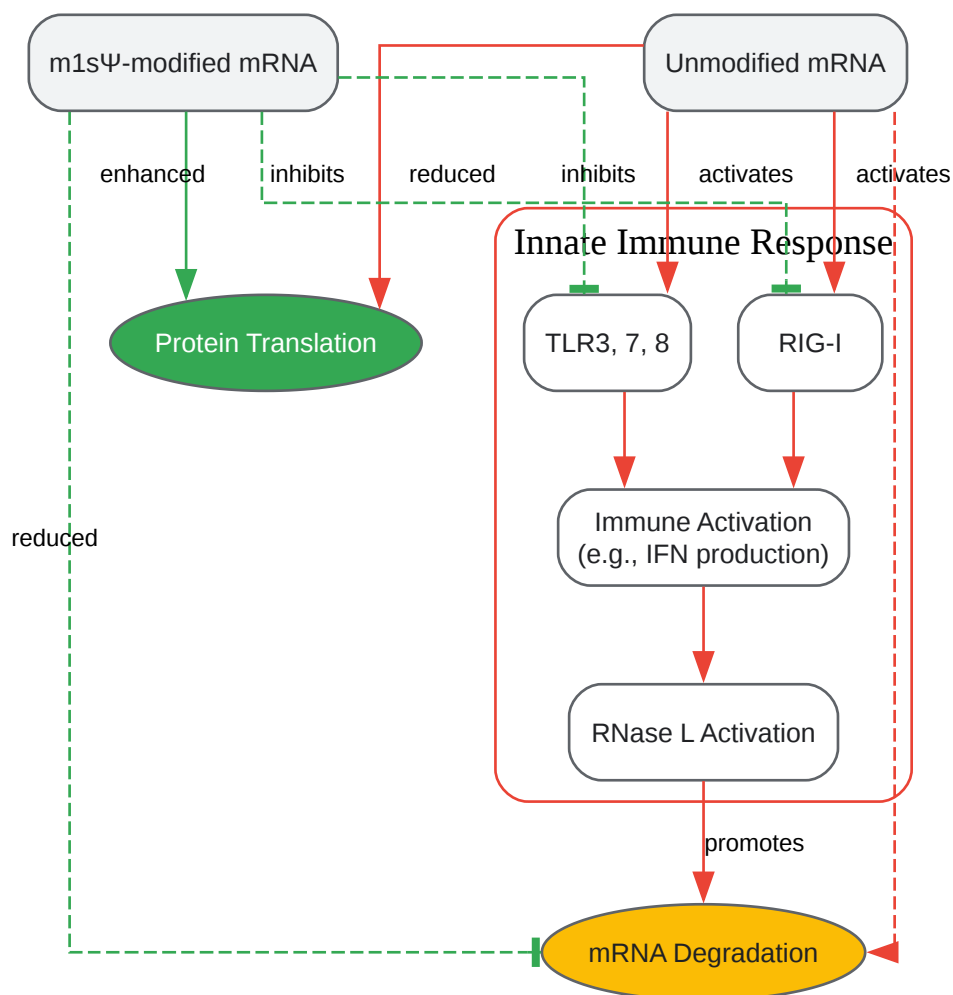 m1sΨ-modified mRNA
Unmodified mRNA
enhanced
inhibits
reduced
inhibits
activates
activates
Innate Immune Response
Protein Translation
TLR3, 7, 8
RIG-I
Immune Activation
(e.g., IFN production)
reduced
RNase L Activation
promotes
mRNA Degradation